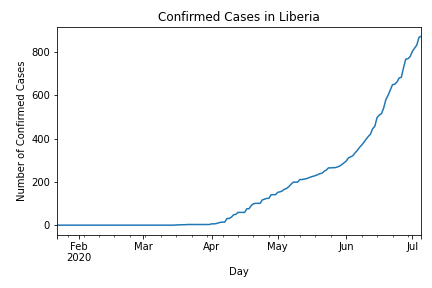 Confirmed Cases in Liberia
Number of Confirmed Cases
800
600
400
200
0
Feb
2020
Mar
Apr
May
Jun
Jul
Day